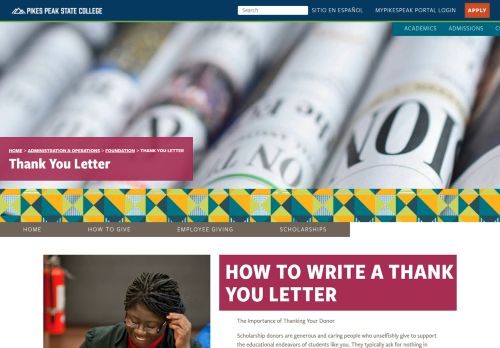 PIKES PEAK STATE COLLEGE
Search
SITIO EN ESPAÑOL
MYPIKESPEAK PORTAL LOGIN
APPLY
ACADEMICS
ADMISSIONS
HOME > ADMINISTRATION & OPERATIONS > FOUNDATION > THANK YOU LETTER
Thank You Letter
HOME
HOW TO GIVE
EMPLOYEE GIVING
SCHOLARSHIPS
HOW TO WRITE A THANK
YOU LETTER
The Importance of Thanking Your Donor
Scholarship donors are generous and caring people who unselfishly give to support
the educational endeavors of students like you. They typically ask for nothing in